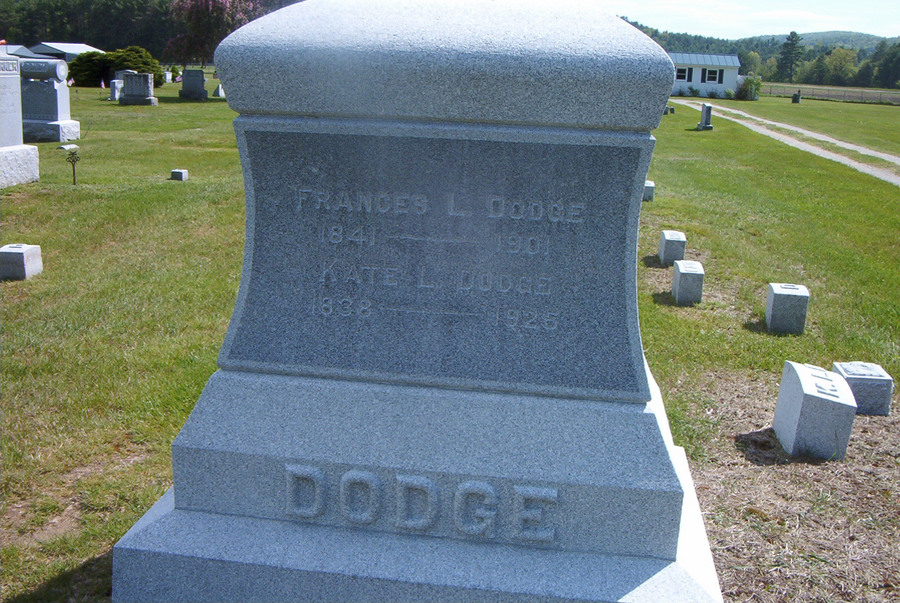 FRANCES L. DODGE
1841 — 1901
KATE DODGE
1838 — 1925
DODGE